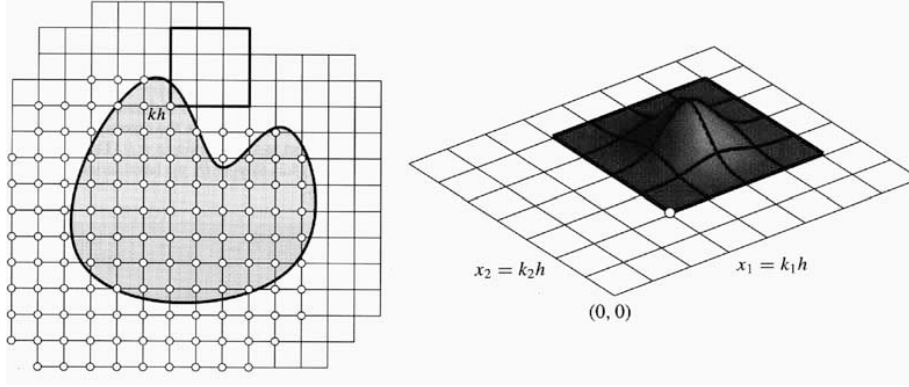 kh
x₂ = k₂h
x₁ = k₁h
(0, 0)